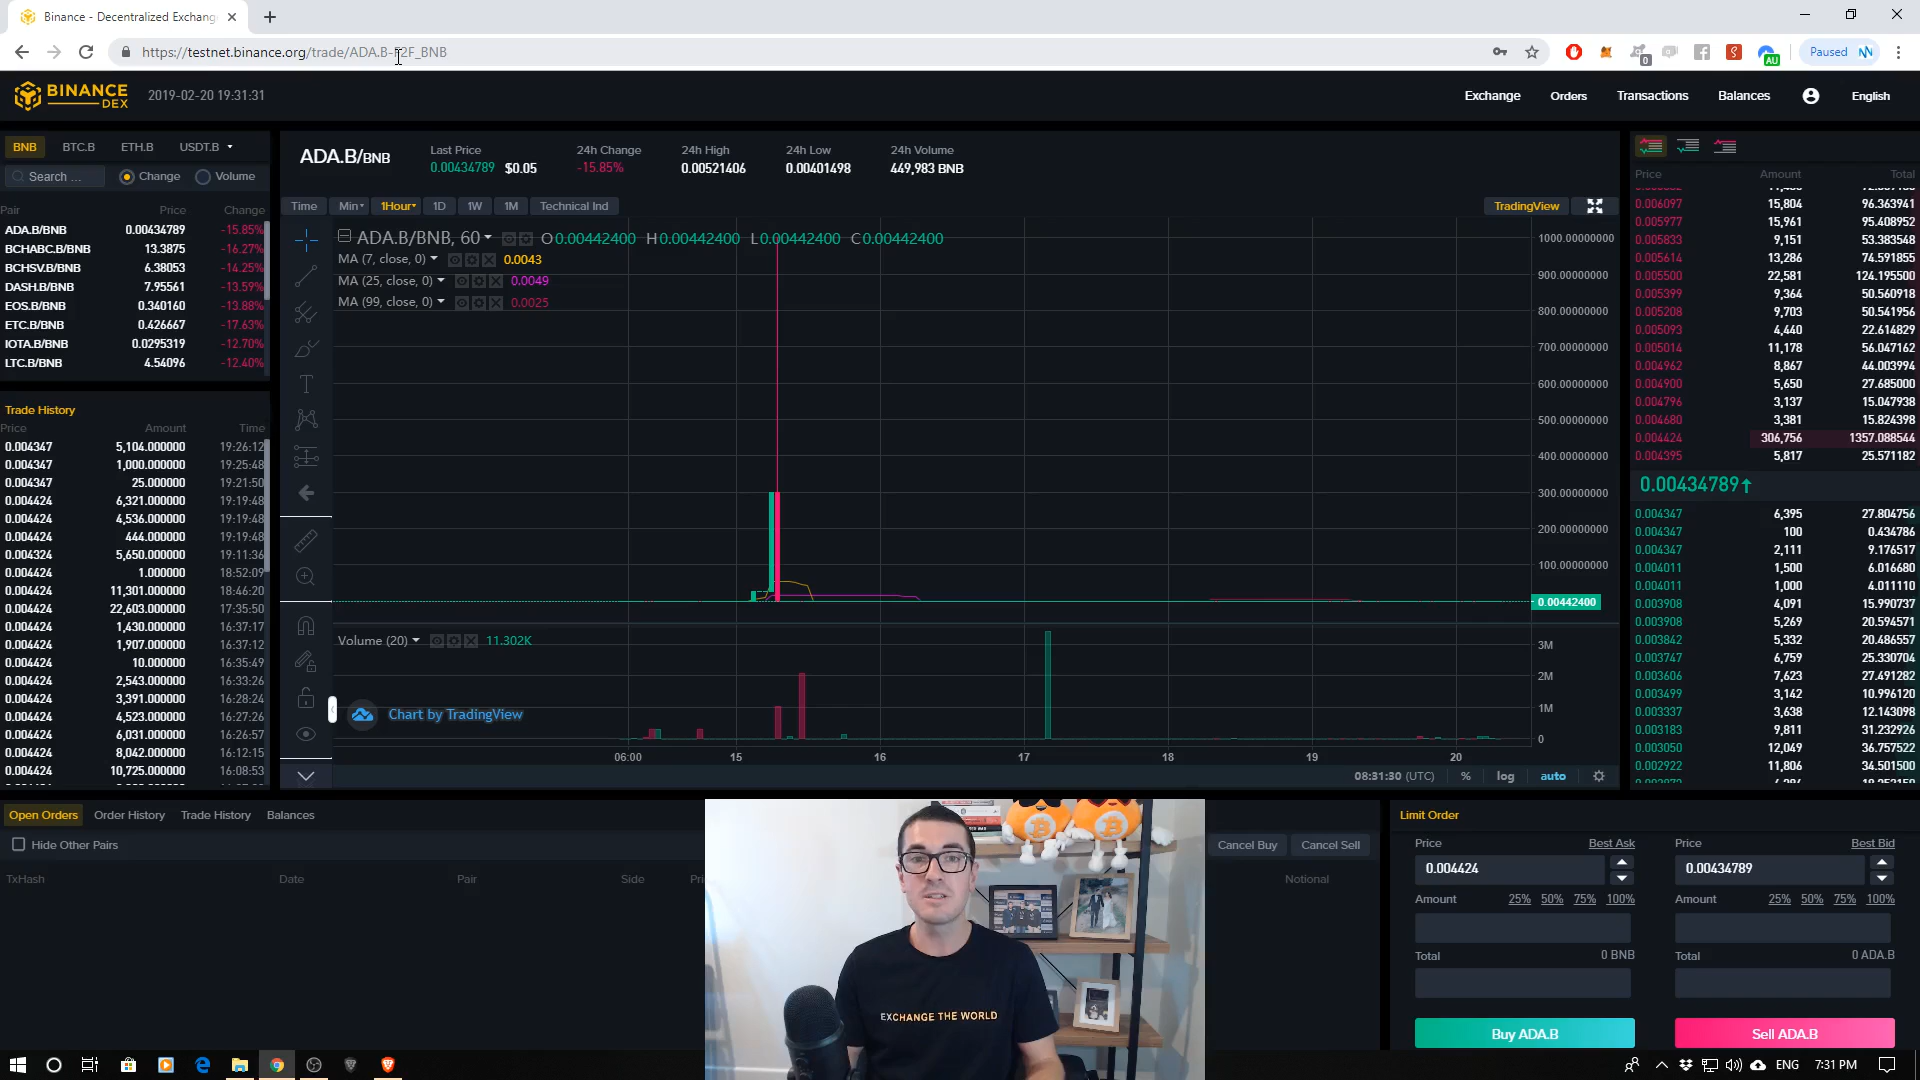 Binance - Decentralized Exchang
https://testnet.binance.org/trade/ADA.B- 2F_BNB
Paused
BINANCE DEX
2019-02-20 19:31:31
Exchange Orders Transactions Balances English
BNB BTC.B ETH.B USDT.B
Search ... Change Volume
Pair Price Change
ADA.B/BNB 0.00434789 -15.85%
BCHABC.B/BNB 13.3875 -16.27%
BCHSV.B/BNB 6.38053 -14.25%
DASH.B/BNB 7.95561 -13.59%
EOS.B/BNB 0.340160 -13.88%
ETC.B/BNB 0.426667 -17.63%
IOTA.B/BNB 0.0295319 -12.70%
LTC.B/BNB 4.54096 -12.40%
Trade History
Price Amount Time
0.004347 5,104.000000 19:26:12
0.004347 1,000.000000 19:25:48
0.004347 25.000000 19:21:50
0.004424 6,321.000000 19:19:48
0.004424 4,536.000000 19:19:48
0.004424 444.000000 19:19:48
0.004324 5,650.000000 19:11:36
0.004424 1.000000 18:52:09
0.004424 11,301.000000 18:46:20
0.004424 22,603.000000 17:35:50
0.004424 1,430.000000 16:37:17
0.004424 1,907.000000 16:37:12
0.004424 10.000000 16:35:49
0.004424 2,543.000000 16:33:26
0.004424 3,391.000000 16:28:24
0.004424 4,523.000000 16:27:26
0.004424 6,031.000000 16:26:57
0.004424 8,042.000000 16:12:15
0.004424 10,725.000000 16:08:53
ADA.B/BNB
Last Price 24h Change 24h High 24h Low 24h Volume
0.00434789 $0.05 -15.85% 0.00521406 0.00401498 449,983 BNB
Time Min 1Hour 1D 1W 1M Technical Ind TradingView
ADA.B/BNB, 60 O0.00442400 H0.00442400 L0.00442400 C0.00442400
MA (7, close, 0) 0.0043
MA (25, close, 0) 0.0049
MA (99, close, 0) 0.0025
1000.00000000
900.00000000
800.00000000
700.00000000
600.00000000
500.00000000
400.00000000
300.00000000
200.00000000
100.00000000
0.00442400
Volume (20) 11.302K
3M
2M
1M
0
Chart by TradingView
06:00 15 16 17 18 19 20
08:31:30 (UTC) % log auto
Price Amount Total
0.006097 15,804 96.363941
0.005977 15,961 95.408952
0.005833 9,151 53.383548
0.005614 13,286 74.591855
0.005500 22,581 124.195500
0.005399 9,364 50.560918
0.005208 9,703 50.541956
0.005093 4,440 22.614829
0.005014 11,178 56.047162
0.004962 8,867 44.003994
0.004900 5,650 27.685000
0.004796 3,137 15.047938
0.004680 3,381 15.824398
0.004424 306,756 1357.088544
0.004395 5,817 25.571182
0.00434789↑
0.004347 6,395 27.804756
0.004347 100 0.434786
0.004347 2,111 9.176517
0.004011 1,500 6.016680
0.004011 1,000 4.011110
0.003908 4,091 15.990737
0.003908 5,269 20.594571
0.003842 5,332 20.486557
0.003747 6,759 25.330704
0.003606 7,623 27.491282
0.003499 3,142 10.996120
0.003337 3,638 12.143098
0.003183 9,811 31.232926
0.003050 12,049 36.757522
0.002922 11,806 34.501500
Open Orders Order History Trade History Balances
Hide Other Pairs
Cancel Buy Cancel Sell
TxHash Date Pair Side Pri Notional
EXCHANGE THE WORLD
Limit Order
Price Best Ask Price Best Bid
0.004424 0.00434789
Amount 25% 50% 75% 100% Amount 25% 50% 75% 100%
Total 0 BNB Total 0 ADA.B
Buy ADA.B Sell ADA.B
ENG 7:31 PM